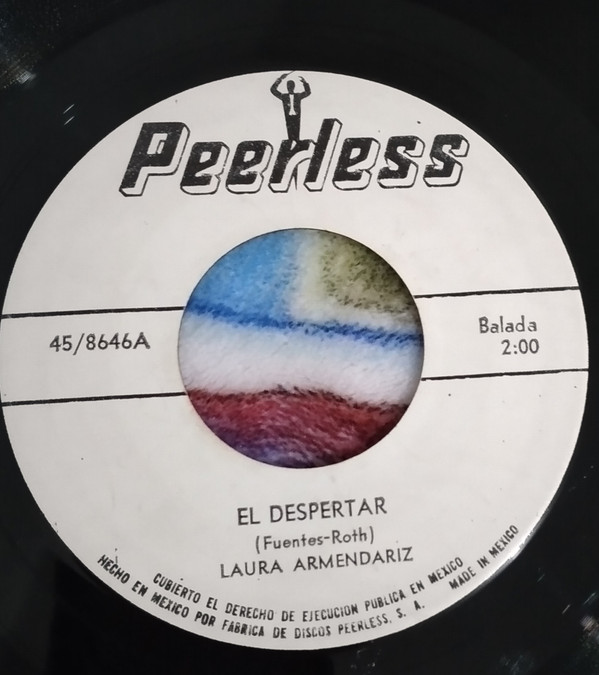 Peerless
45/8646A
Balada
2:00
EL DESPERTAR
(Fuentes-Roth)
LAURA ARMENDARIZ
CUBIERTO EL DERECHO DE EJECUCION PUBLICA EN MEXICO
HECHO EN MEXICO POR FABRICA DE DISCOS PEERLESS, S. A. MADE IN MEXICO